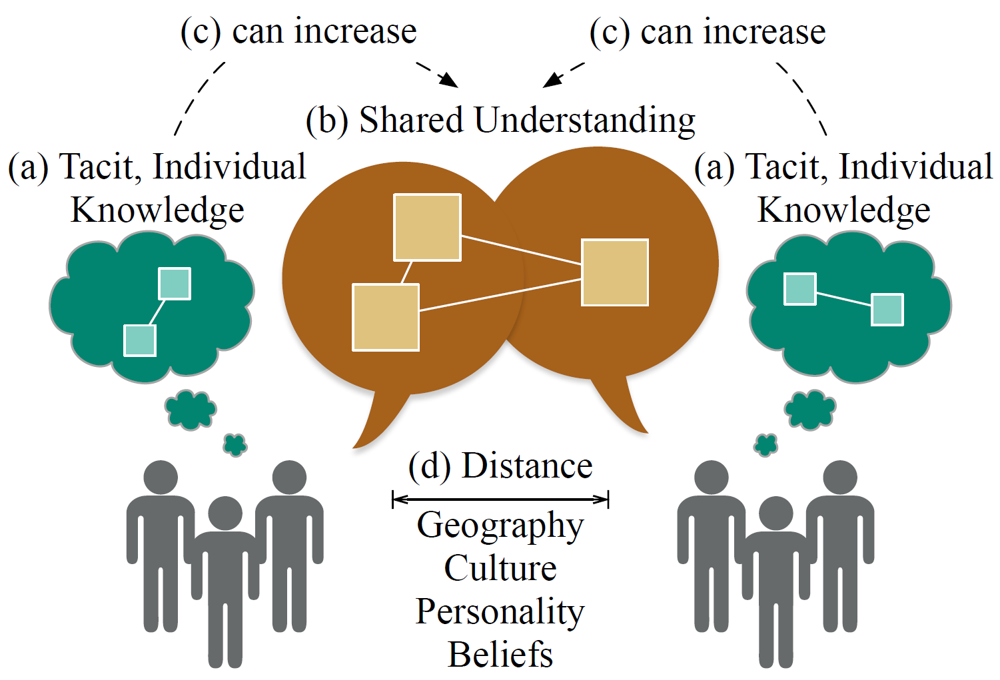 (c) can increase
(c) can increase
(b) Shared Understanding
(a) Tacit, Individual
Knowledge
(a) Tacit, Individual
Knowledge
(d) Distance
Geography
Culture
Personality
Beliefs